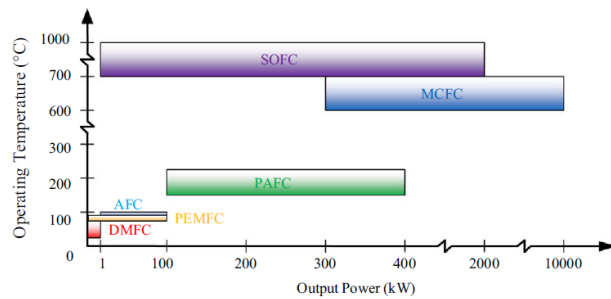 Operating Temperature (°C)
1000
SOFC
700
MCFC
600
300
200
PAFC
AFC
100
PEMFC
DMFC
0
1
100
200
300
400
2000
10000
Output Power (kW)